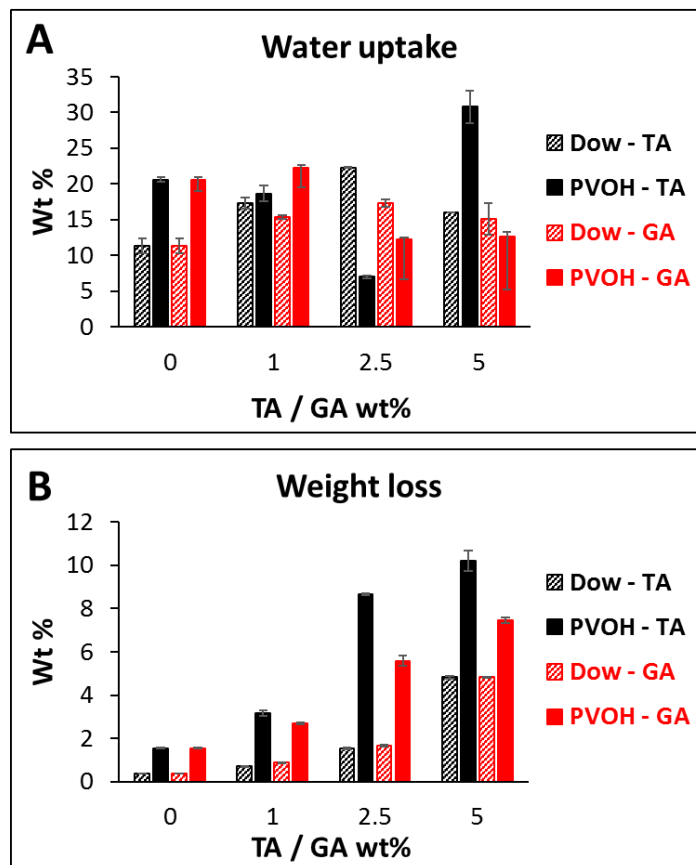 A
Water uptake
35
30
25
20
15
10
5
0
Wt %
0 1 2.5 5
TA / GA wt%
Dow - TA
PVOH - TA
Dow - GA
PVOH - GA
B
Weight loss
12
10
8
6
4
2
0
Wt %
0 1 2.5 5
TA / GA wt%
Dow - TA
PVOH - TA
Dow - GA
PVOH - GA